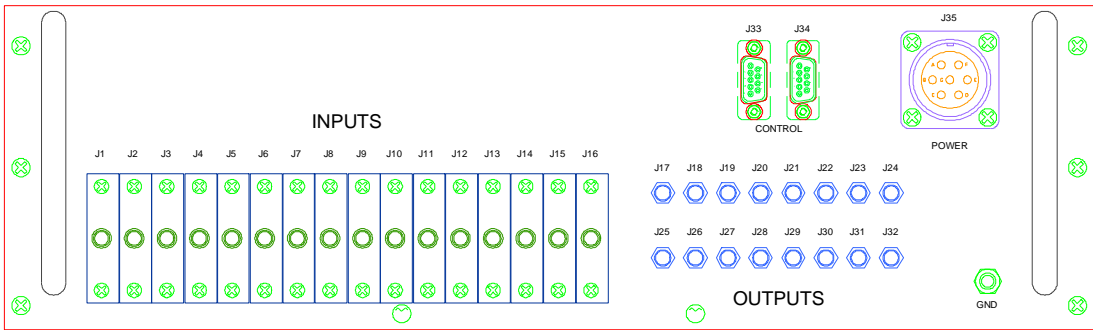 J35
J33 J34
INPUTS
CONTROL
POWER
J1 J2 J3 J4 J5 J6 J7 J8 J9 J10 J11 J12 J13 J14 J15 J16
J17 J18 J19 J20 J21 J22 J23 J24
J25 J26 J27 J28 J29 J30 J31 J32
OUTPUTS
GND